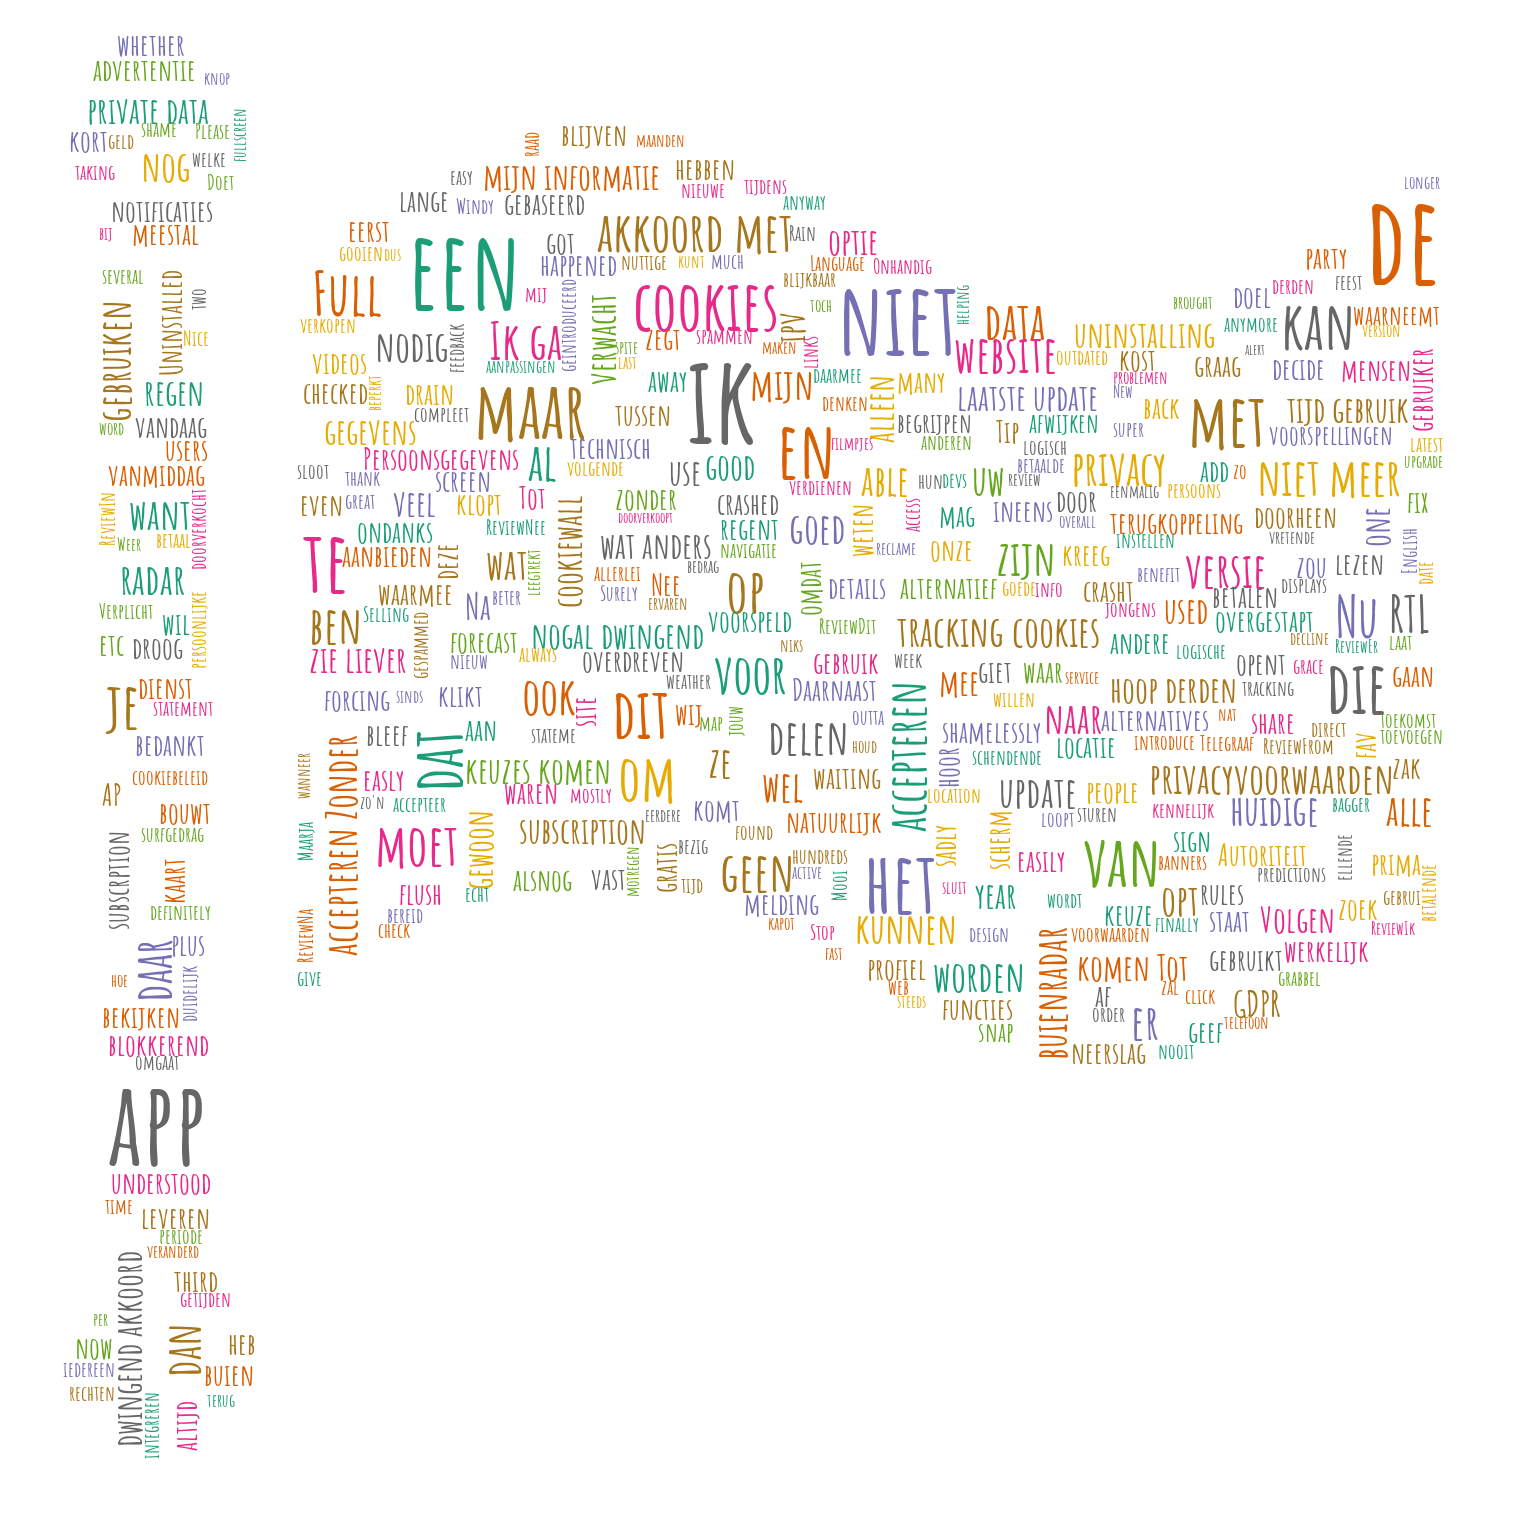 WHETHER
ADVERTENTIE
KNOP
PRIVATE DATA
SHAME
PLEASE
FULLSCREEN
KORT
GELD
NOG
WELKE
TAKING
DOET
NOTIFICATIES
BIJ
MEESTAL
SEVERAL
UNINSTALLED
TWO
GEBRUIKEN
NICE
REGEN
WORD
VANDAAG
USERS
VANMIDDAG
REVIEWIN
WANT
DOORVERKOCHT
WEER
BETAAL
RADAR
VERPLICHT
WIL
PERSOONLIJKE
ETC
DROOG
JE
DIENST
STATEMENT
BEDANKT
COOKIEBELEID
AP
BOUWT
SURFGEDRAG
SUBSCRPTION
KAART
DEFINITELY
DAAR
PLUS
HOE
DUIDELIJK
BEKIJKEN
BLOKKEREND
OMGAAT
APP
UNDERSTOOD
TIME
LEVEREN
PERIODE
VERANDERD
DWINGEND AKKOORD
THIRD
GETIJDEN
PER
NOW
DAN
HEB
IEDEREEN
BUIEN
RECHTEN
TERUG
INTEGREREN
ALTIJD
RAAD
BLIJVEN
MAANDEN
EASY
MIJN INFORMATIE
HEBBEN
NIEUWE
TIJDENS
LANGE
WINDY
GEBASEERD
ANYWAY
EERST
GOT
AKKOORD MET
RAIN
OPTIE
GOOIEN
DUS
EEN
HAPPENED
NUTTIGE
KUNT
MUCH
LANGUAGE
ONHANDIG
BLIJKBAAR
FULL
MIJ
GEINTRODUCEERD
VERWACHT
COOKIES
TOCH
NIET
HELPING
VERKOPEN
NODIG
FEEDBACK
IK GA
ZEGT
SPAMMEN
IPV
LINKS
DATA
WEBSITE
VIDEOS
AANPASSINGEN
SPITE
LAST
MAKEN
CHECKED
BEPERKT
DRAIN
COMPLEET
MAAR
TUSSEN
AWAY
IK
MIJN
DAARMEE
DENKEN
ALLEEN
MANY
LAATSTE UPDATE
GEGEVENS
TECHNISCH
EN
FILMPJES
BEGRIJPEN
ANDEREN
TIP
AFWIJKEN
LOGISCH
PERSOONSGEGEVENS
AL
VOLGENDE
USE
GOOD
VERDIENEN
ABLE
HUN
DEVS
UW
BETAALDE
REVIEW
SLOOT
THANK
SCREEN
EVEN
GREAT
VEEL
KLOPT
TOT
COOKIEWALL
ZONDER
DOORVERKOOPT
CRASHED
REGENT
GOED
WETEN
ACCESS
MAG
INEENS
DOOR
OVERALL
ONDANKS
REVIEWNEE
WAT ANDERS
NAVIGATIE
RECLAME
ONZE
ZIJN
KREEG
TE
AANBIEDEN
DEZE
WAT
LEEGTREKT
ALLERLEI
NEE
BEDRAG
OMDAT
DETAILS
ALTERNATIEF
GOEDE
INFO
CRASHT
WAARMEE
NA
BETER
SURELY
ERVAREN
OP
BEN
SELLING
GESPAMMED
FORECAST
NOGAL DWINGEND
VOORSPELD
REVIEWDIT
TRACKING COOKIES
ZIE LIEVER
NIEUW
ALWAYS
OVERDREVEN
WEATHER
VOOR
NIKS
GEBRUIK
WEEK
GIET
WAAR
SERVICE
FORCING
SINDS
KLIKT
OOK
SITE
DIT
WIJ
MAP
JOUW
DAARNAAST
OUTTA
MEE
WILLEN
BLEEF
AAN
STATEME
DELEN
HOUD
ACCEPTEREN
SHAMELESSLY
NAAR
LOCATIE
WANNEER
ACCEPTEREN ZONDER
DAT
KEUZES KOMEN
OM
ZE
WEL
WAITING
HOOR
SCHENDENDE
EASLY
ZO'N
ACCEPTEER
WAREN
MOSTLY
EERDERE
KOMT
LOCATION
UPDATE
PEOPLE
LOOPT
STUREN
MAARJA
MOET
GEWOON
SUBSCRIPTION
FOUND
NATUURLIJK
SADLY
SCHERM
EASILY
FLUSH
ECHT
ALSNOG
VAST
MOTREGEN
GRATIS
BEZIG
TIJD
GEEN
HUNDREDS
ACTIVE
MOOI
HET
SLUIT
YEAR
WORDT
REVIEWNA
BEREID
CHECK
MELDING
KAPOT
STOP
KUNNEN
DESIGN
GIVE
FAST
PROFIEL
WEB
STEEDS
WORDEN
FUNCTIES
SNAP
BUIENRADAR
LONGER
DE
PARTY
DERDEN
FEEST
BROUGHT
DOEL
ANYMORE
KAN
WAARNEEMT
VERSION
UNINSTALLING
OUTDATED
KOST
ALERT
GRAAG
DECIDE
MENSEN
GEBRUIKER
PROBLEMEN
NEW
BACK
MET
TIJD GEBRUIK
SUPER
VOORSPELLINGEN
LATEST
UPGRADE
PRIVACY
ADD
ZO
NIET MEER
EENMALIG
PERSOONS
FIX
TERUGKOPPELING
DOORHEEN
ONE
INSTELLEN
VRETENDE
ENGLISH
VERSIE
ZOU
LEZEN
BENEFIT
DISPLAYS
DATE
JONGENS
USED
BETALEN
OVERGESTAPT
NU
RTL
ANDERE
LOGISCHE
DECLINE
REVIEWER
LAAT
OPENT
GRACE
TRACKING
HOOP DERDEN
DIE
GAAN
ALTERNATIVES
NAT
SHARE
DIRECT
TOEKOMST
TOEVOEGEN
INTRODUCE
TELEGRAAF
REVIEWFROM
FAV
PRIVACYVOORWAARDEN
ZAK
KENNELIJK
HUIDIGE
BAGGER
ALLE
SIGN
VAN
BANNERS
AUTORITEIT
PREDICTIONS
ELLENDE
PRIMA
BETALENDE
OPT
RULES
GEBRUI
KEUZE
FINALLY
STAAT
VOLGEN
ZOEK
REVIEWIK
VOORWAARDEN
WERKELIJK
KOMEN TOT
GEBRUIKT
GRABBEL
ZAL
CLICK
AF
ORDER
GDPR
TELEFOON
ER
GEEF
NEERSLAG
NOOIT